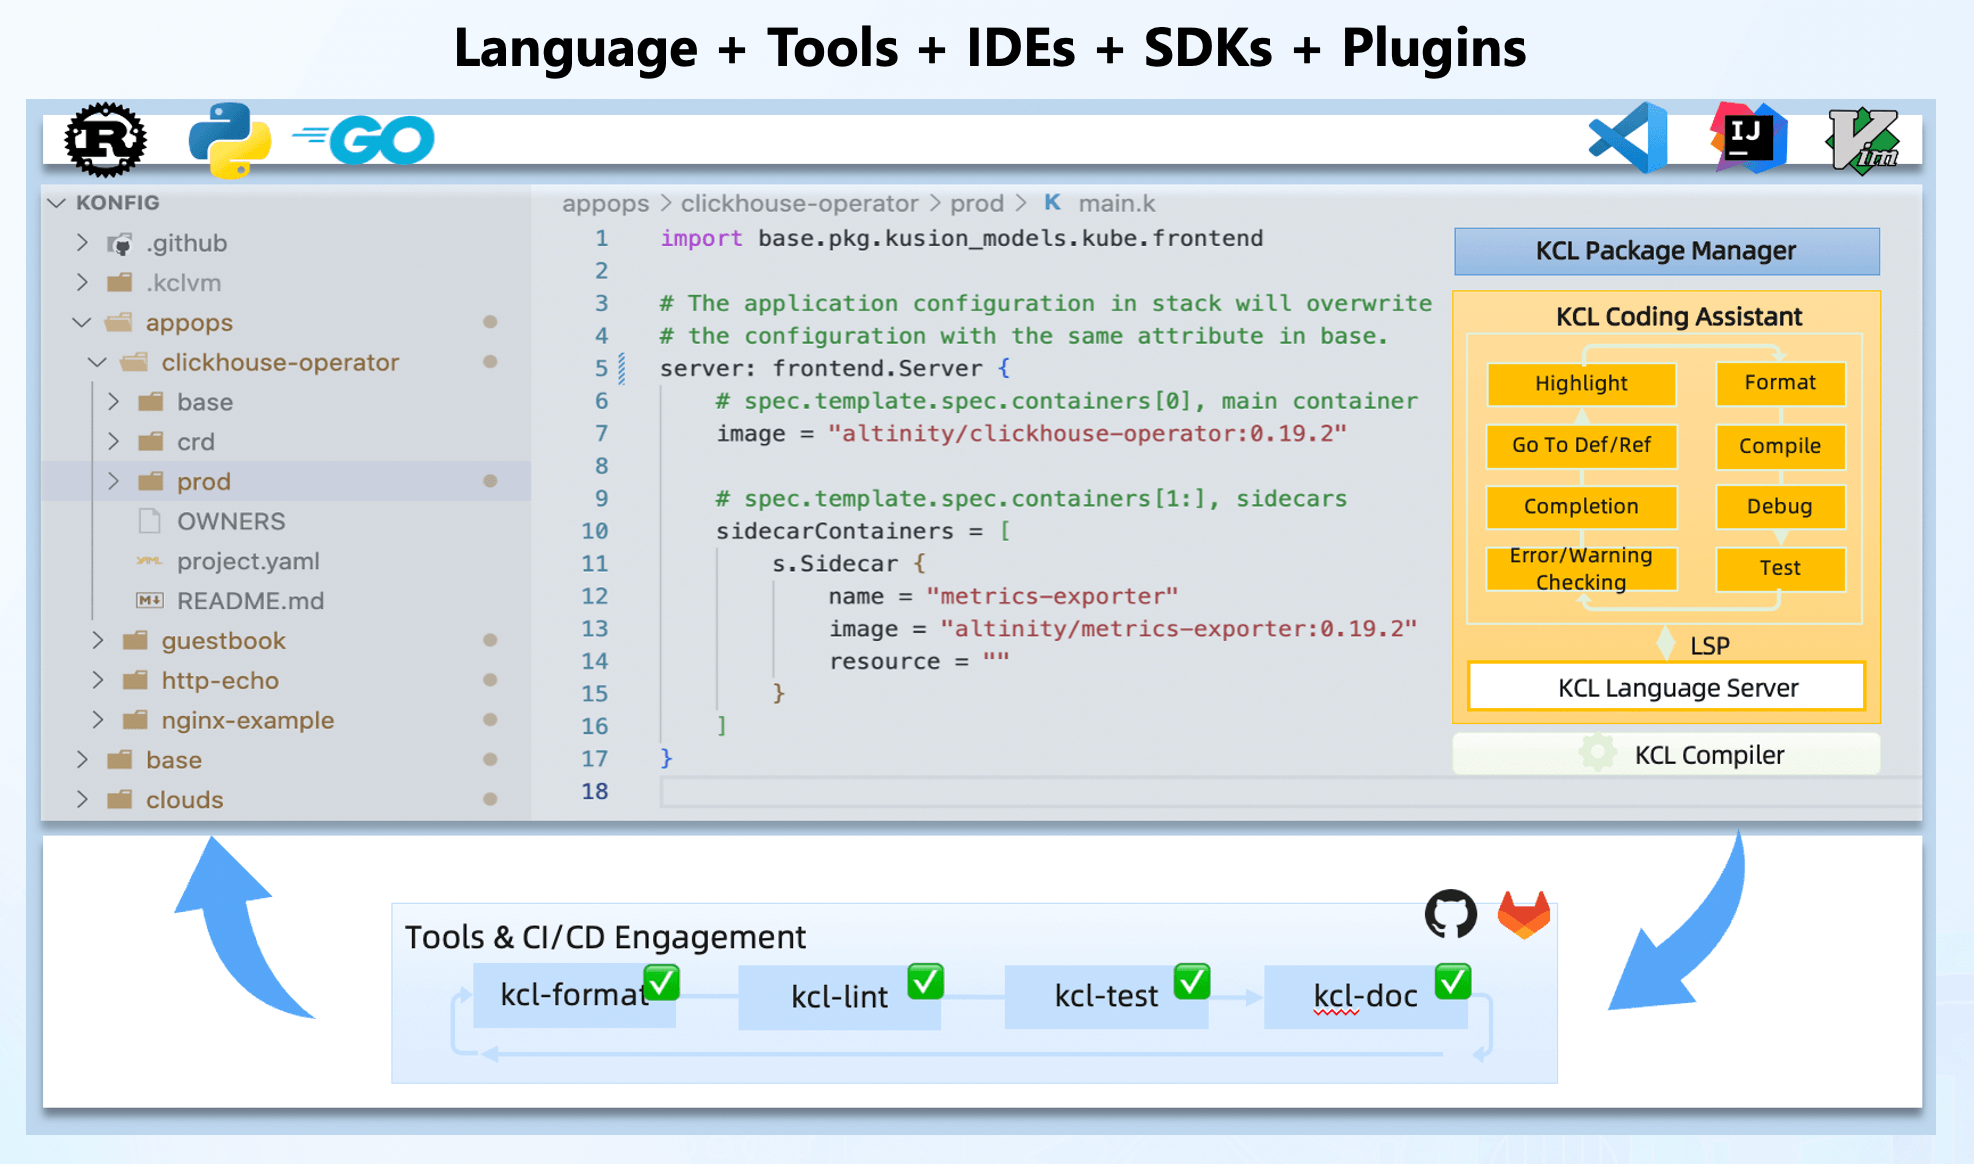 Language + Tools + IDEs + SDKs + Plugins
R
GO
IJ
Vim
KONFIG
.github
.kclvm
appops
clickhouse-operator
base
crd
prod
OWNERS
YML project.yaml
M↓ README.md
guestbook
http-echo
nginx-example
base
clouds
appops > clickhouse-operator > prod > K main.k
1 import base.pkg.kusion_models.kube.frontend
2
3 # The application configuration in stack will overwrite
4 # the configuration with the same attribute in base.
5 server: frontend.Server {
6 # spec.template.spec.containers[0], main container
7 image = "altinity/clickhouse-operator:0.19.2"
8
9 # spec.template.spec.containers[1:], sidecars
10 sidecarContainers = [
11 s.Sidecar {
12 name = "metrics-exporter"
13 image = "altinity/metrics-exporter:0.19.2"
14 resource = ""
15 }
16 ]
17 }
18
KCL Package Manager
KCL Coding Assistant
Highlight
Format
Go To Def/Ref
Compile
Completion
Debug
Error/Warning
Checking
Test
LSP
KCL Language Server
KCL Compiler
Tools & CI/CD Engagement
kcl-format
kcl-lint
kcl-test
kcl-doc